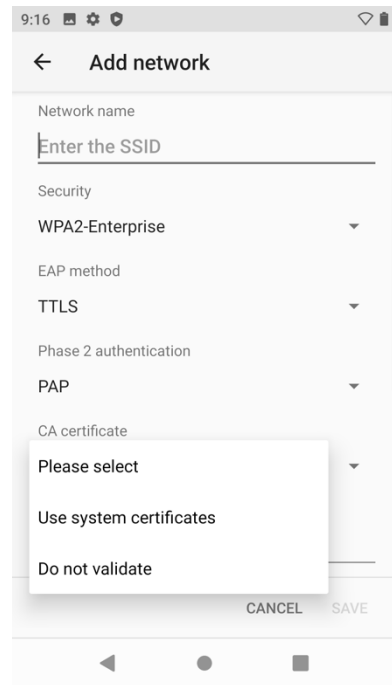 9:16
Add network
Network name
Enter the SSID
Security
WPA2-Enterprise
EAP method
TTLS
Phase 2 authentication
PAP
CA certificate
Please select
Use system certificates
Do not validate
CANCEL SAVE